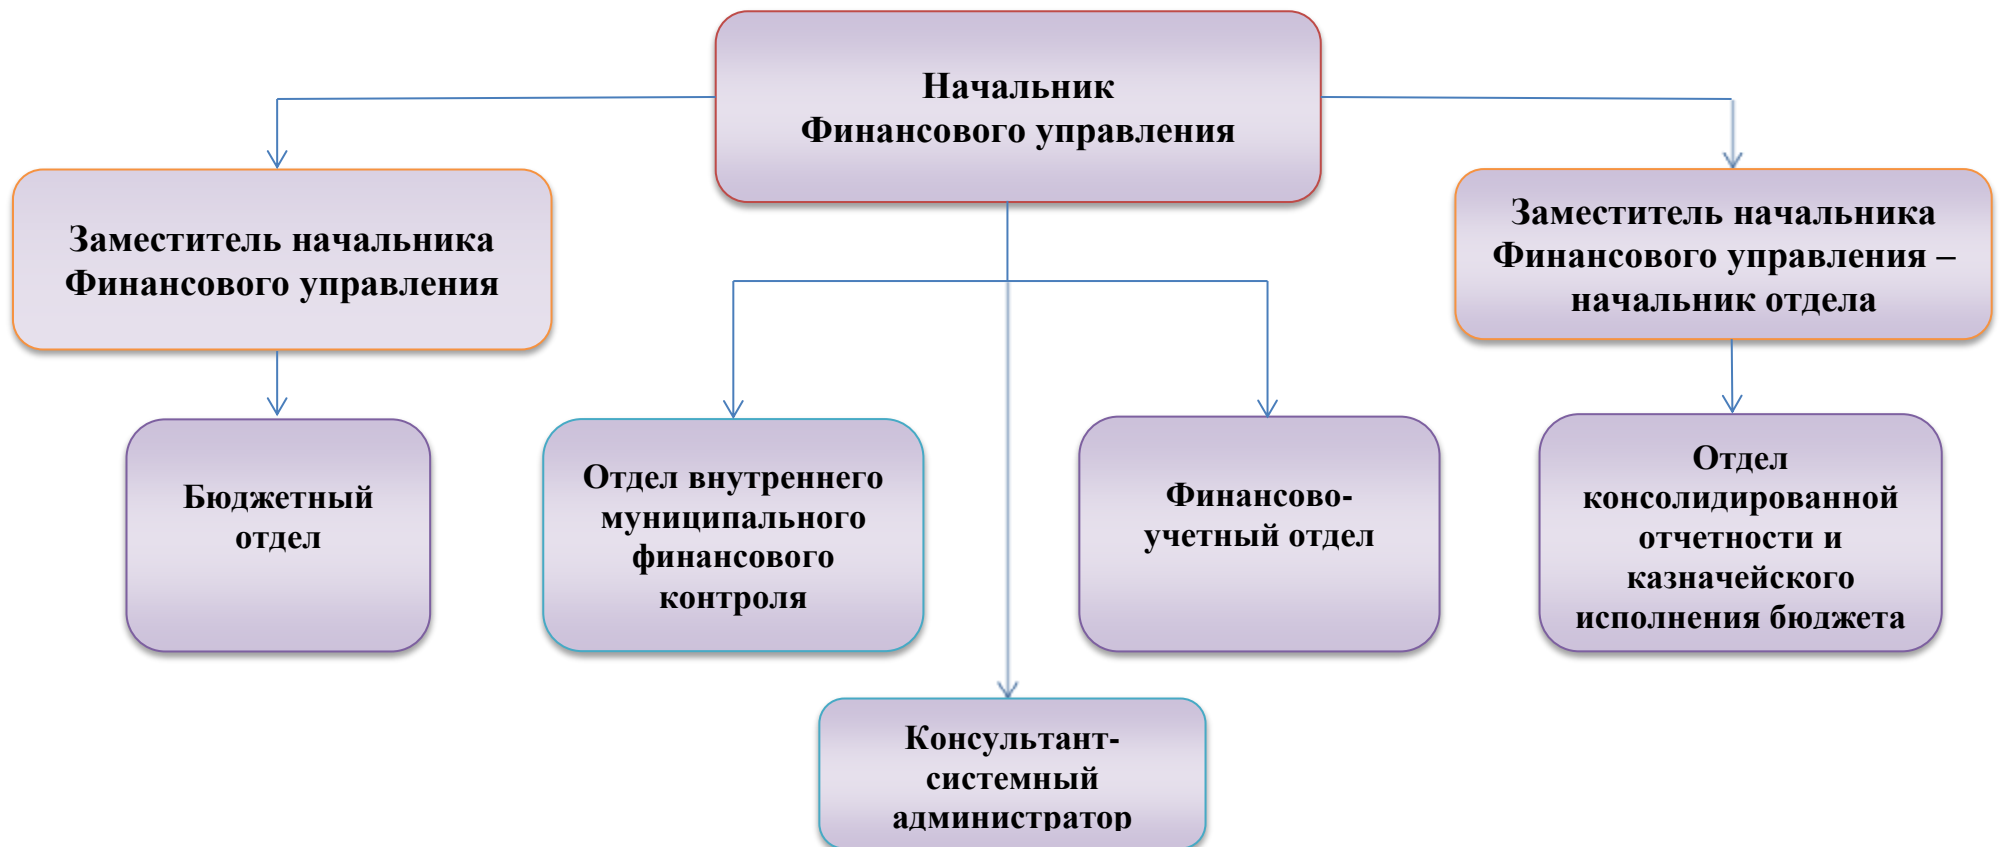 Начальник
Финансового управления
Заместитель начальника
Финансового управления
Заместитель начальника
Финансового управления –
начальник отдела
Бюджетный
отдел
Отдел внутреннего
муниципального
финансового
контроля
Финансово-
учетный отдел
Отдел
консолидированной
отчетности и
казначейского
исполнения бюджета
Консультант-
системный
администратор